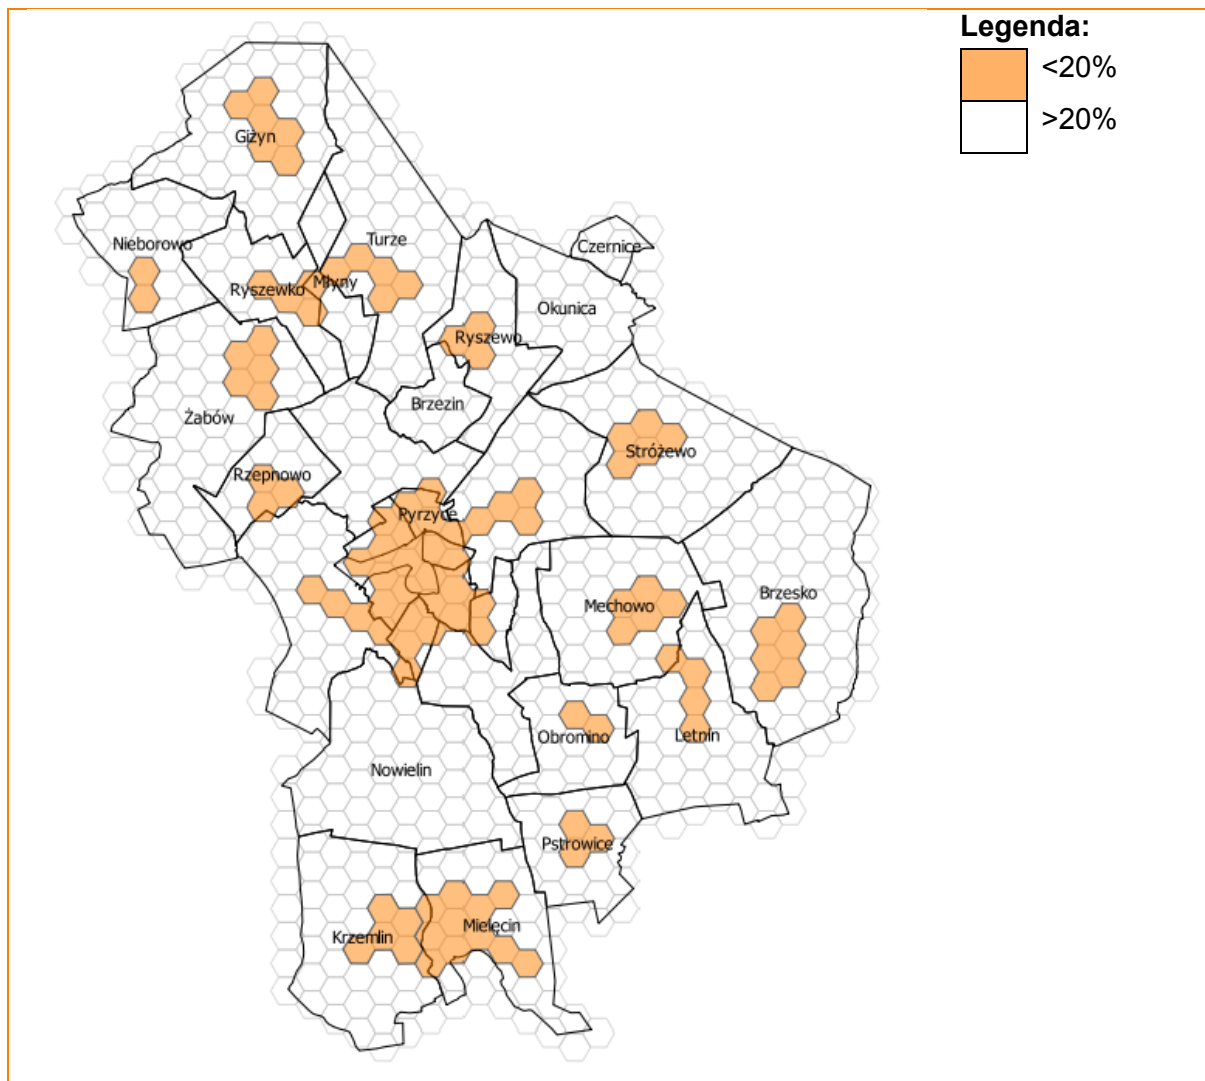 Legenda:
<20%
>20%
Giżyn
Nieborowo
Turze
Czernice
Ryszewko
Młyny
Okunica
Ryszewo
Brzezin
Żabów
Stróżewo
Rzepnowo
Pyrzyce
Mechowo
Brzesko
Obromino
Letnin
Nowielin
Pstrowice
Mielęcin
Krzemlin